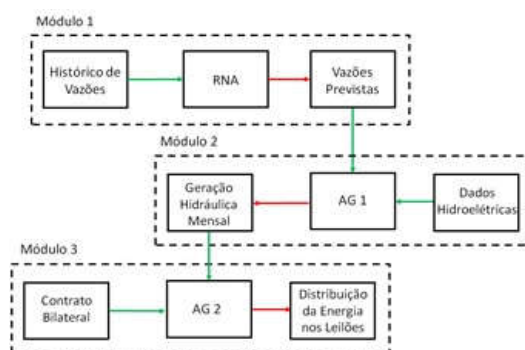 Módulo 1
Histórico de
Vazões
RNA
Vazões
Previstas
Módulo 2
Geração
Hidráulica
Mensal
AG 1
Dados
Hidroelétricas
Módulo 3
Contrato
Bilateral
AG 2
Distribuição
da Energia
nos Leilões